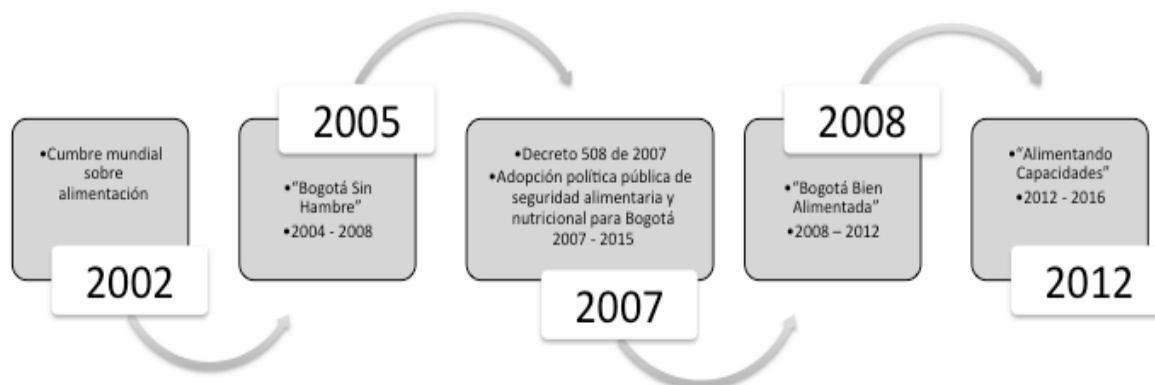 •Cumbre mundial
sobre
alimentación
2002
2005
•"Bogotá Sin
Hambre"
•2004 - 2008
•Decreto 508 de 2007
•Adopción política pública de
seguridad alimentaria y
nutricional para Bogotá
2007 - 2015
2007
2008
•"Bogotá Bien
Alimentada"
•2008 – 2012
•"Alimentando
Capacidades"
•2012 - 2016
2012